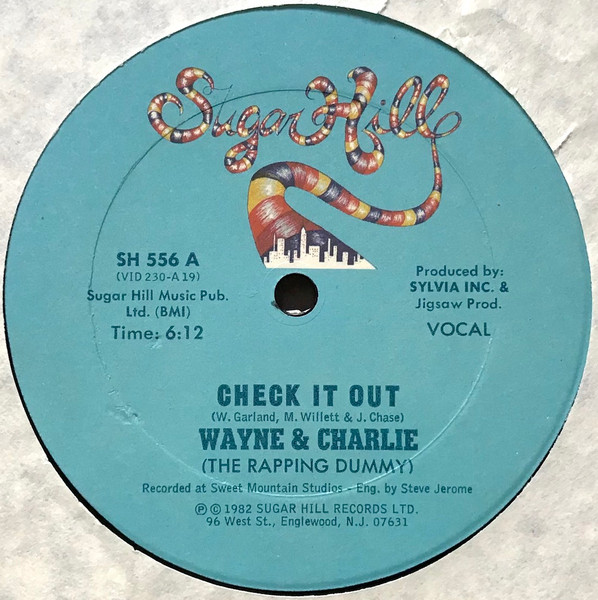 Sugar Hill
SH 556 A
(VID 230-A19)
Sugar Hill Music Pub.
Ltd. (BMI)
Time: 6:12
Produced by:
SYLVIA INC. &
Jigsaw Prod.
VOCAL
CHECK IT OUT
(W. Garland, M. Willett & J. Chase)
WAYNE & CHARLIE
(THE RAPPING DUMMY)
Recorded at Sweet Mountain Studios - Eng. by Steve Jerome
℗ © 1982 SUGAR HILL RECORDS LTD.
96 West St., Englewood, N.J. 07631